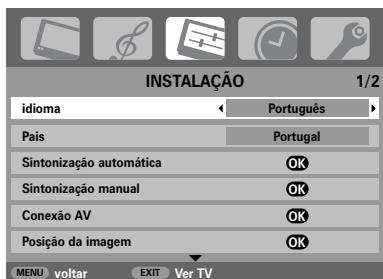 INSTALAÇÃO 1/2
idioma Português
Pais Portugal
Sintonização automática OK
Sintonização manual OK
Conexão AV OK
Posição da imagem OK
MENU voltar EXIT Ver TV